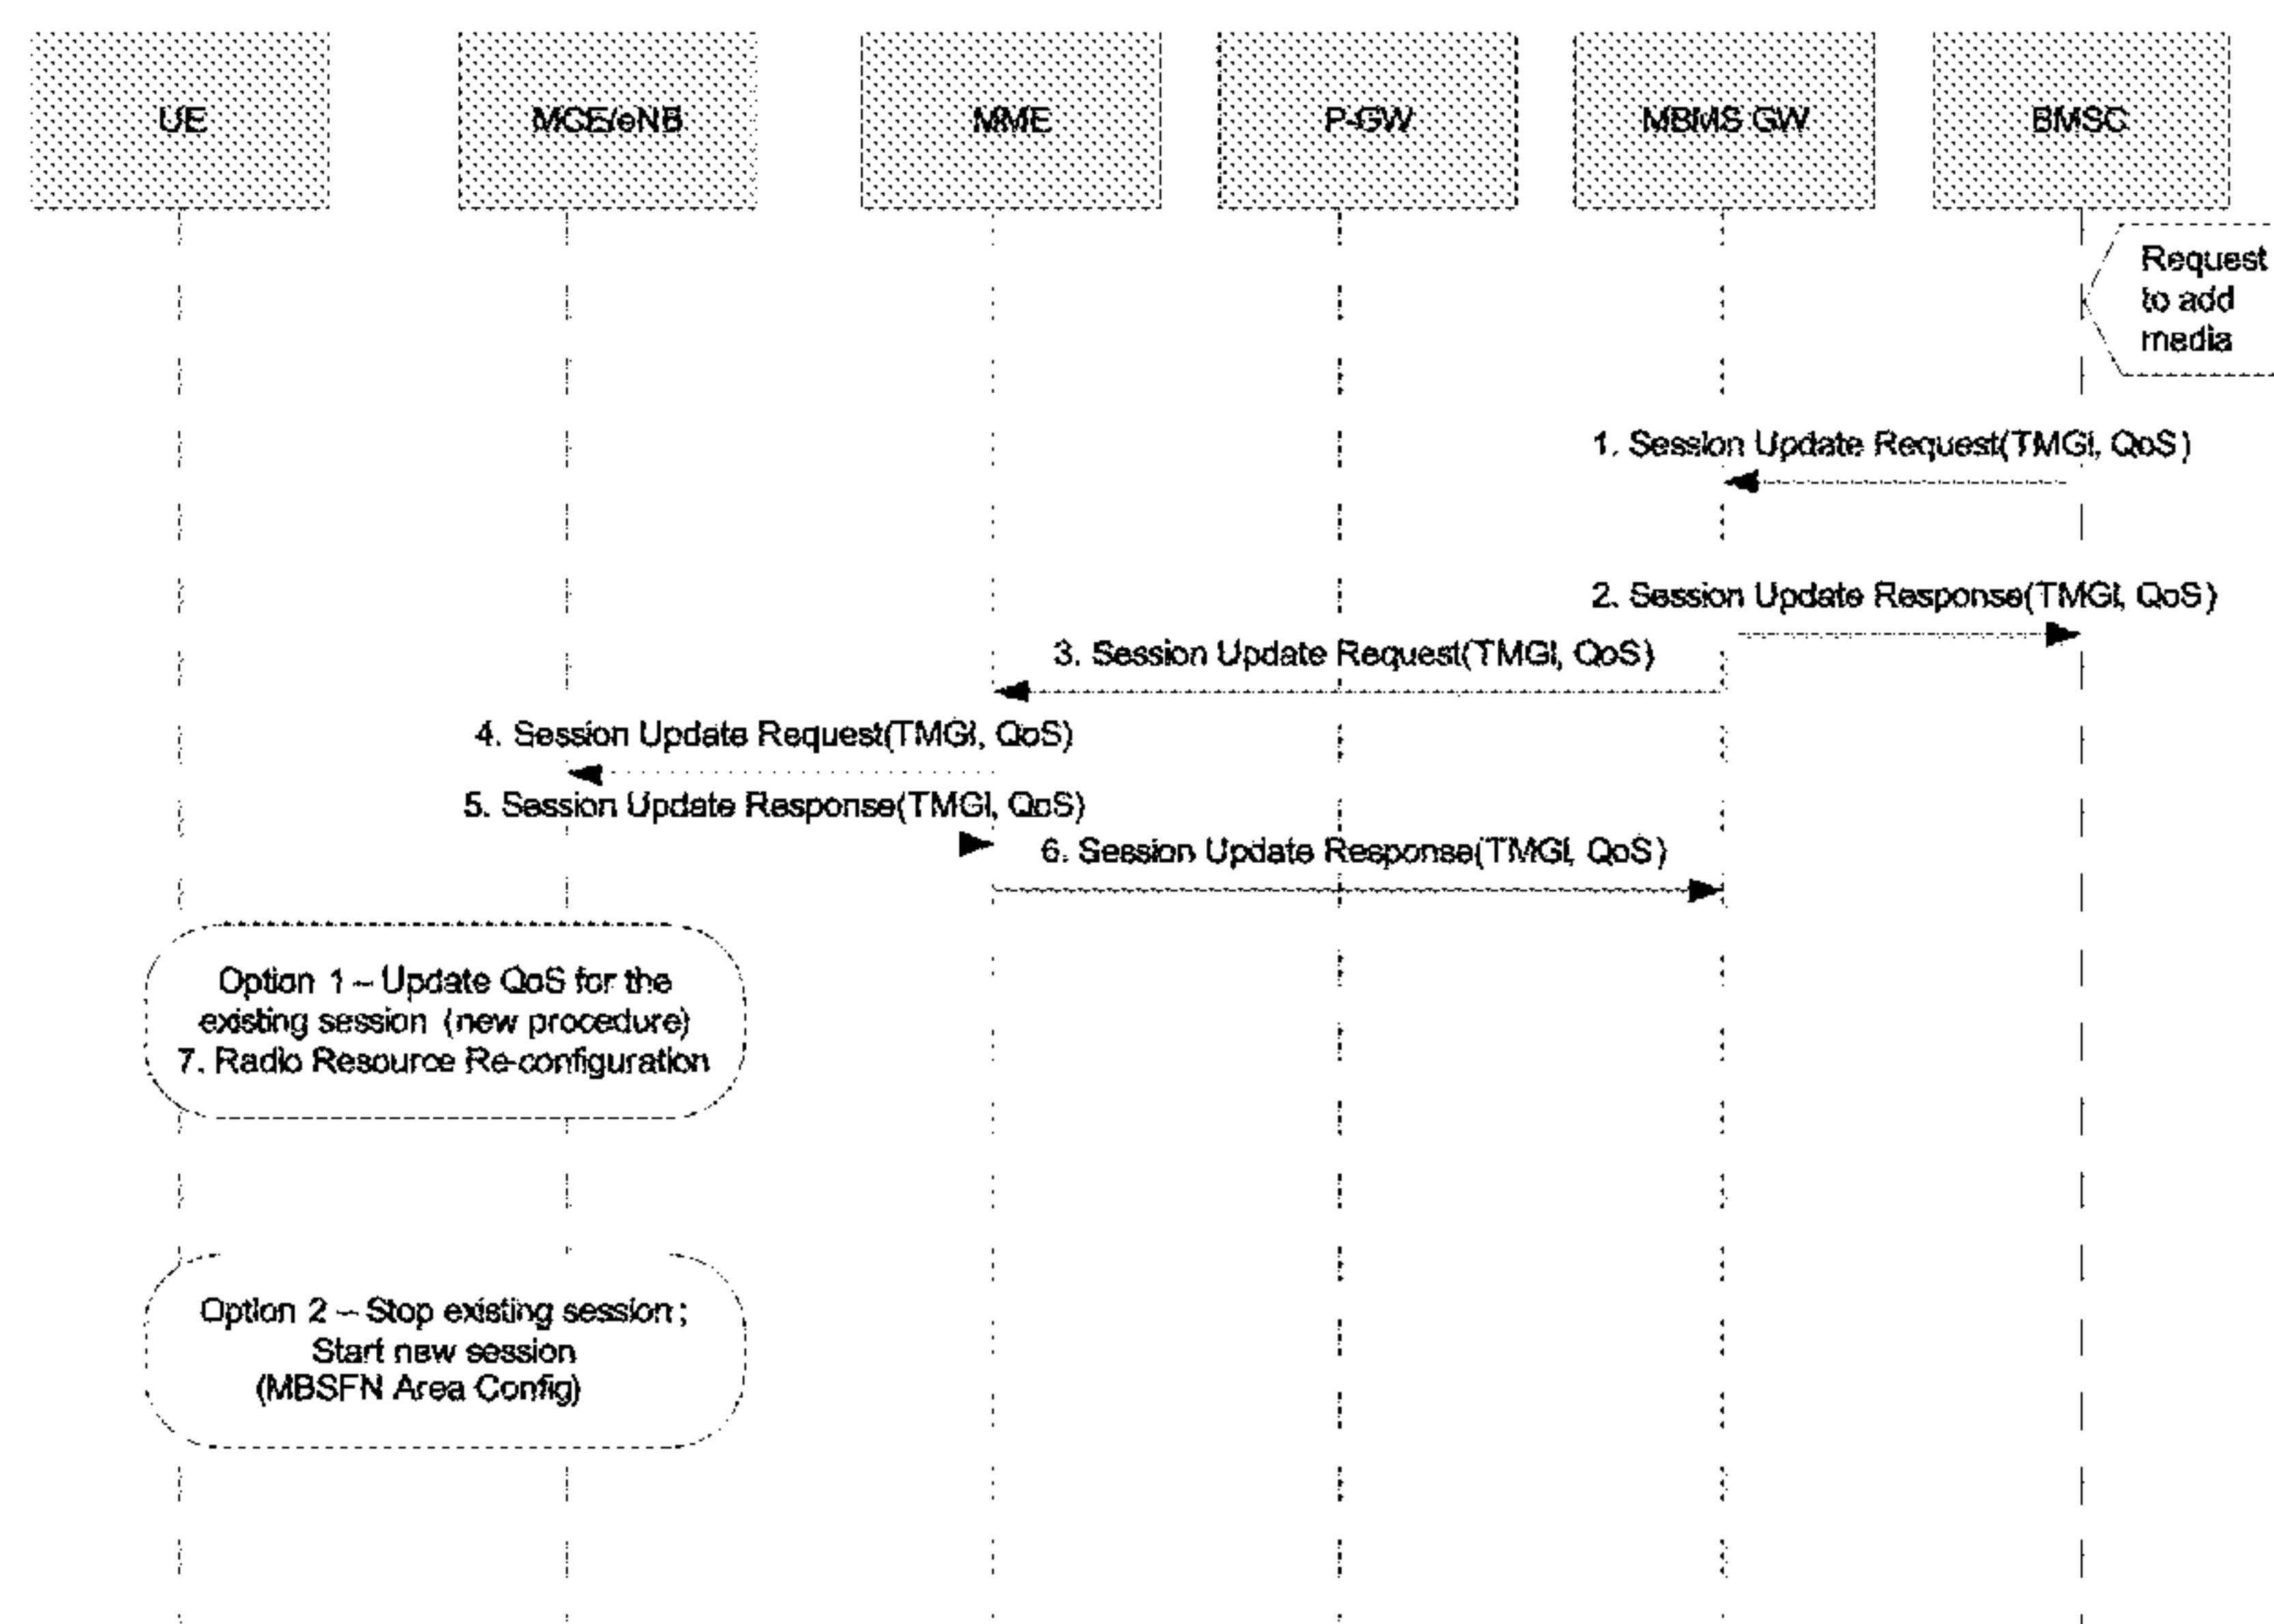 UE
MCE/eNB
MME
P-GW
MBMS GW
BMSC
Request
to add
media
1. Session Update Request(TMGI, QoS)
2. Session Update Response(TMGI, QoS)
3. Session Update Request(TMGI, QoS)
4. Session Update Request(TMGI, QoS)
5. Session Update Response(TMGI, QoS)
6. Session Update Response(TMGI, QoS)
Option 1 – Update QoS for the
existing session (new procedure)
7. Radio Resource Re-configuration
Option 2 – Stop existing session;
Start new session
(MBSFN Area Config)